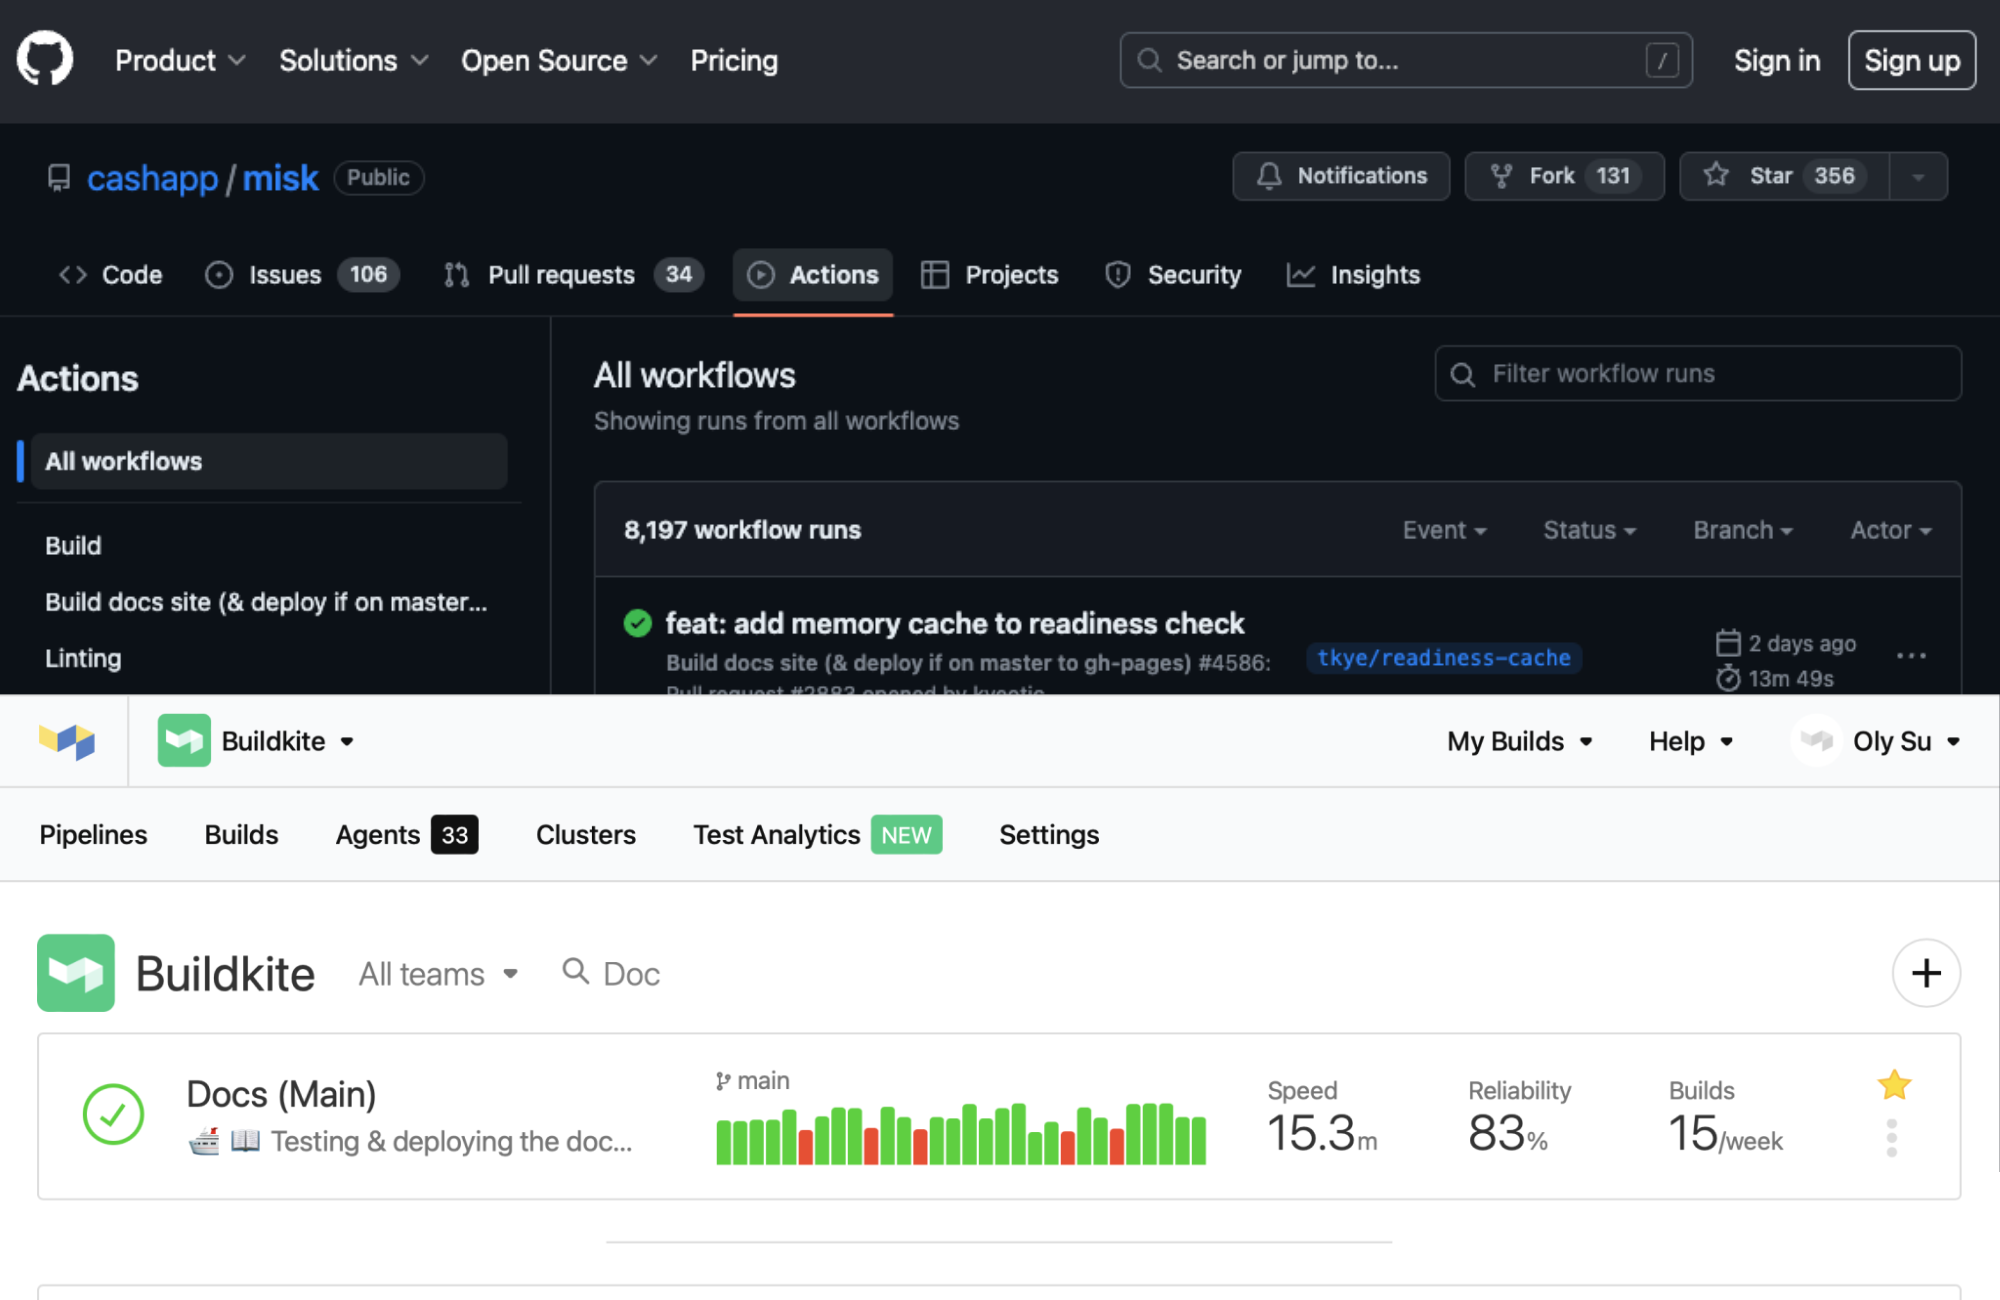 Product Solutions Open Source Pricing Search or jump to... / Sign in Sign up
cashapp / misk Public Notifications Fork 131 Star 356
Code Issues 106 Pull requests 34 Actions Projects Security Insights
Actions
All workflows
Build
Build docs site (& deploy if on master...
Linting
All workflows
Showing runs from all workflows
Filter workflow runs
8,197 workflow runs Event Status Branch Actor
feat: add memory cache to readiness check
Build docs site (& deploy if on master to gh-pages) #4586:
Pull request #2883 opened by
tkye/readiness-cache
2 days ago
13m 49s
Buildkite My Builds Help Oly Su
Pipelines Builds Agents 33 Clusters Test Analytics NEW Settings
Buildkite All teams Doc
Docs (Main)
🛳️ 📖 Testing & deploying the doc...
main
Speed
15.3m
Reliability
83%
Builds
15/week